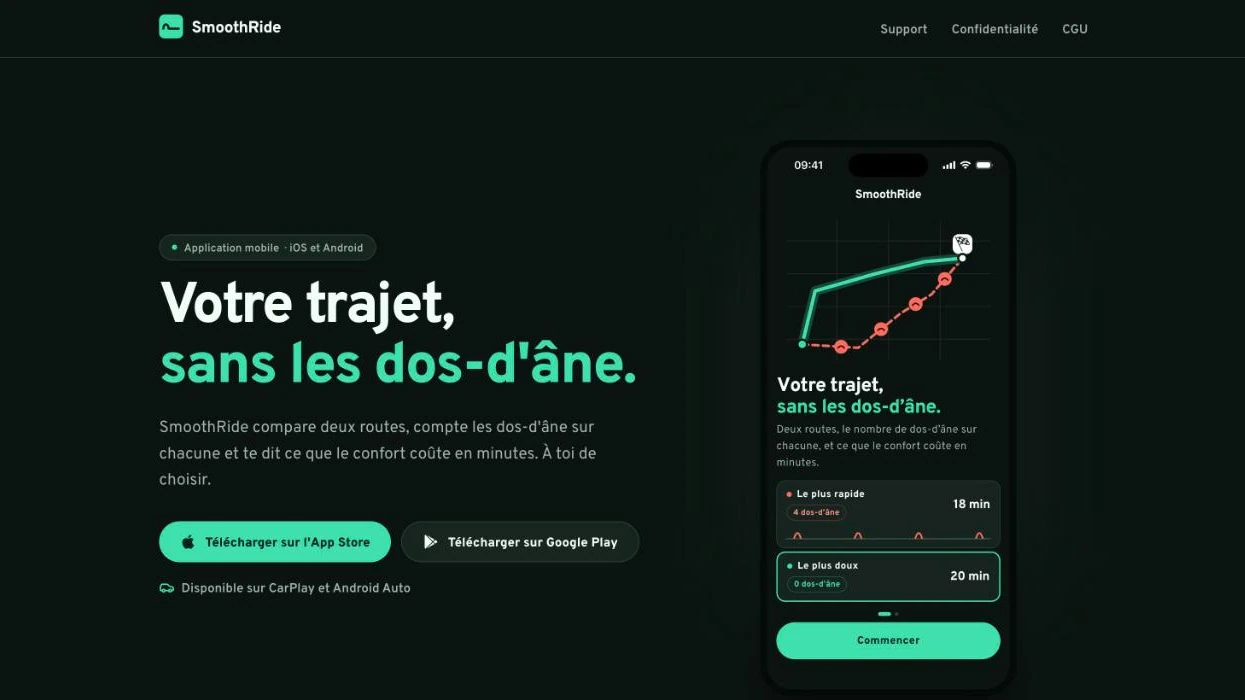 SmoothRide
Support
Confidentialité
CGU
Application mobile · iOS et Android
Votre trajet,
sans les dos-d'âne.
SmoothRide compare deux routes, compte les dos-d'âne sur
chacune et te dit ce que le confort coûte en minutes. À toi de
choisir.
Télécharger sur l'App Store
Télécharger sur Google Play
Disponible sur CarPlay et Android Auto
09:41
SmoothRide
Votre trajet,
sans les dos-d’âne.
Deux routes, le nombre de dos-d’âne sur
chacune, et ce que le confort coûte en
minutes.
Le plus rapide
18 min
4 dos-d’âne
Le plus doux
20 min
0 dos-d’âne
Commencer